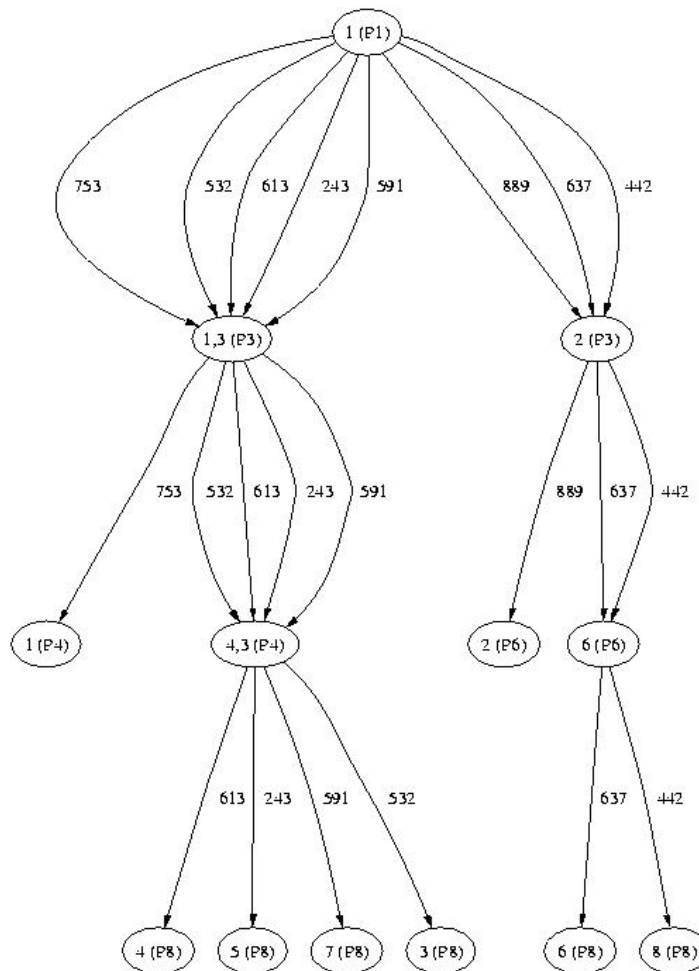 1 (P1)
753 532 613 243 591 889 637 442
1,3 (P3) 2 (P3)
753 532 613 243 591 889 637 442
1 (P4) 4,3 (P4) 2 (P6) 6 (P6)
613 243 591 532 637 442
4 (P8) 5 (P8) 7 (P8) 3 (P8) 6 (P8) 8 (P8)